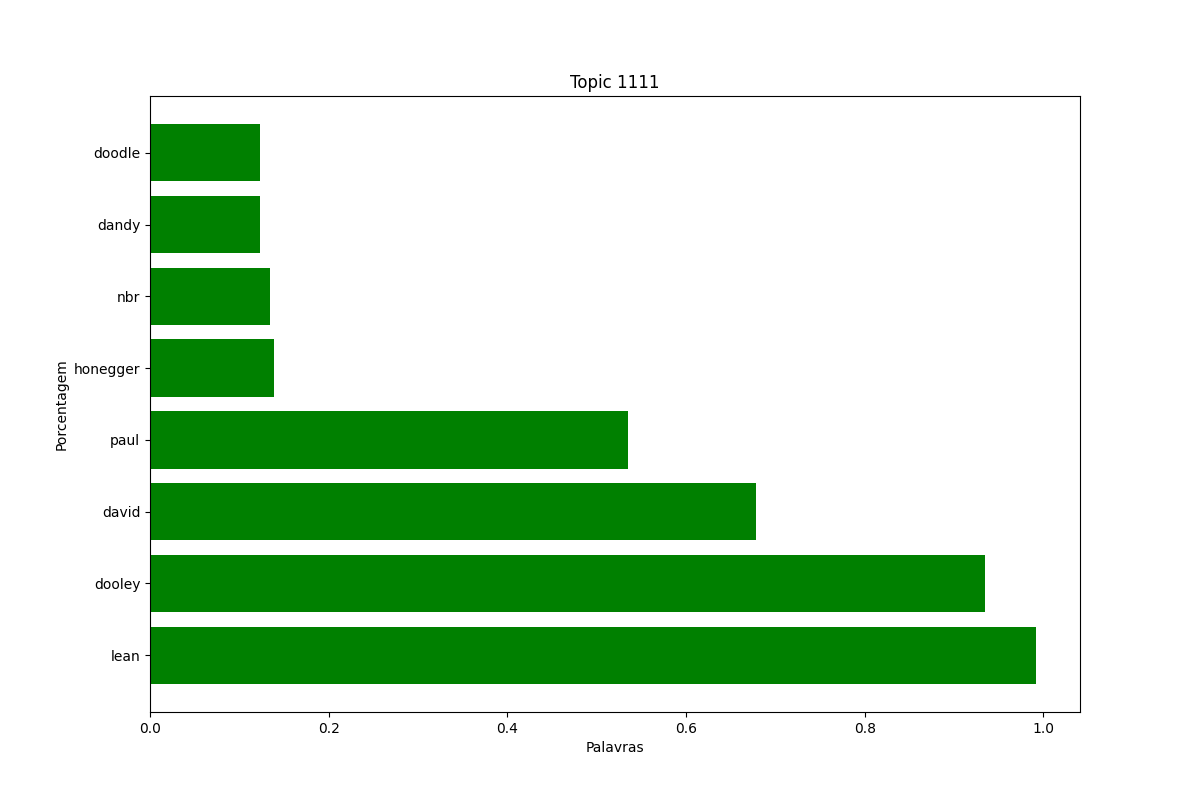 Topic 1111
doodle
dandy
nbr
honegger
paul
david
dooley
lean
Porcentagem
0.0 0.2 0.4 0.6 0.8 1.0
Palavras